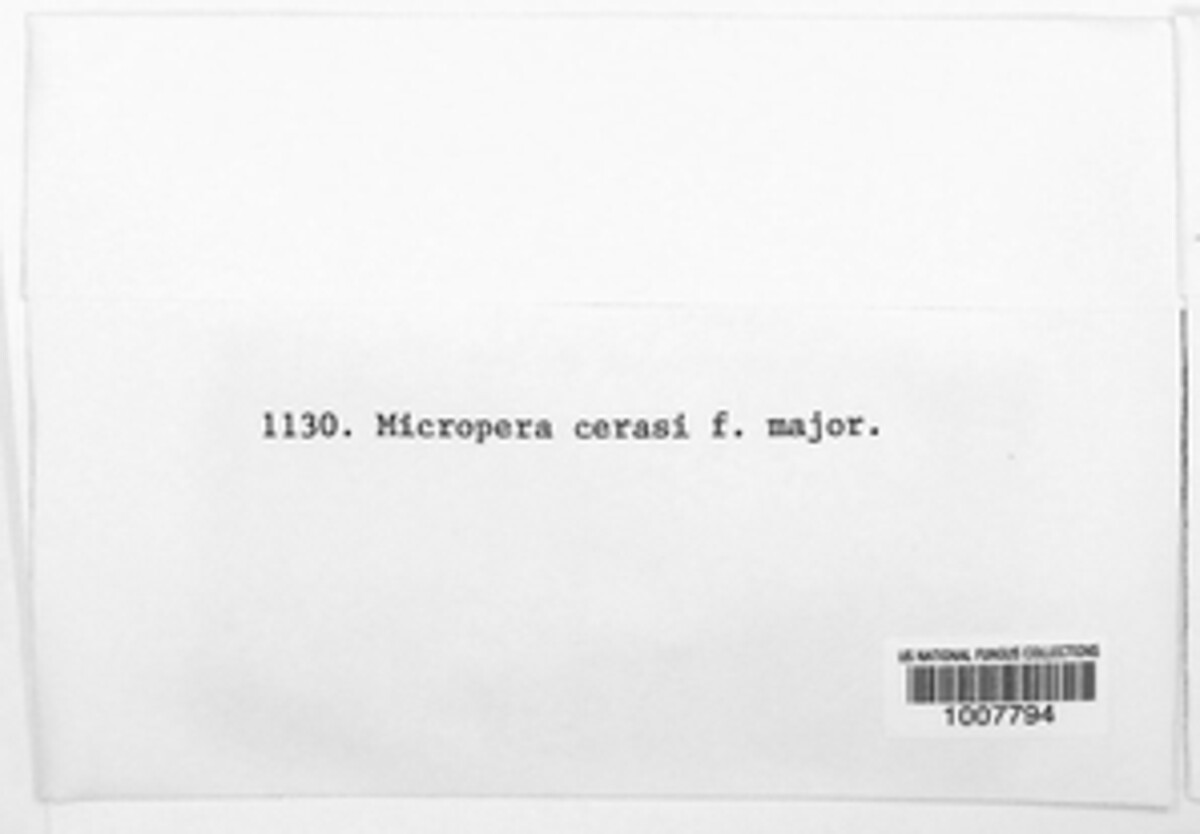 1130. Micropera cerasi f. major.
US NATIONAL FUNGUS COLLECTIONS
1007794